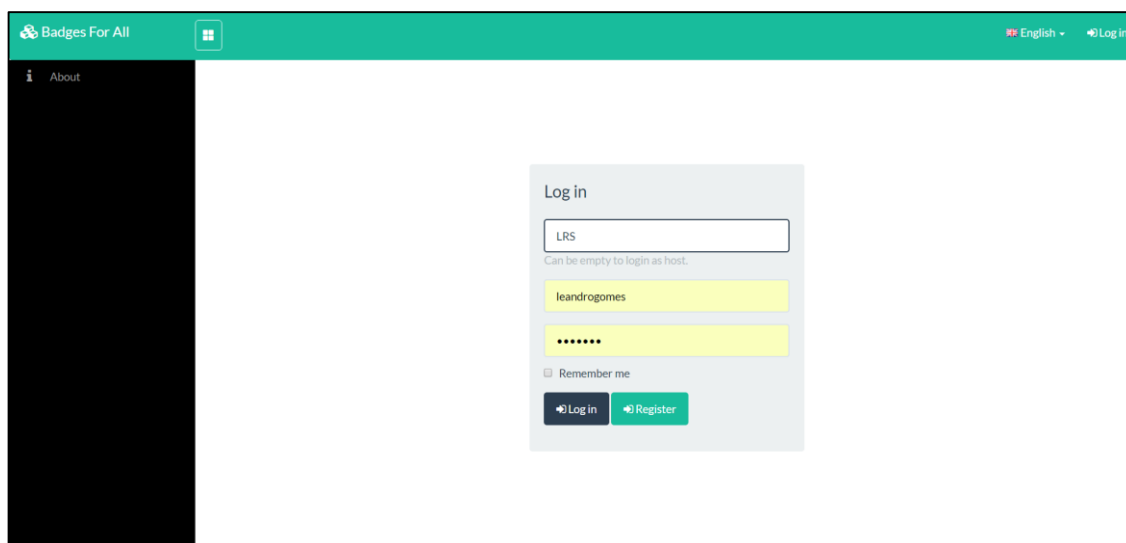 Badges For All
English
Log in
About
Log in
LRS
Can be empty to login as host.
leandrogomes
•••••••
Remember me
Log in
Register